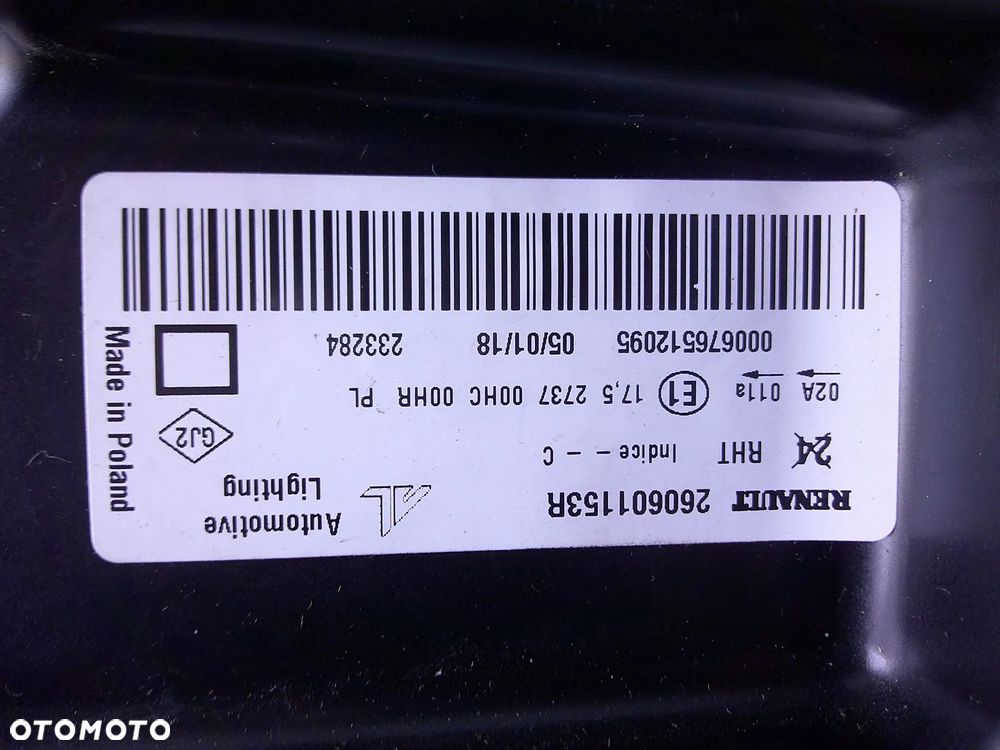 RENAULT 260601153R
24 RHT Indice - C
Automotive
Lighting
02A 011a E1 17,5 2737 00HC 00HR PL
GJ2
000676512095 05/01/18 233284
Made in Poland
OTOMOTO